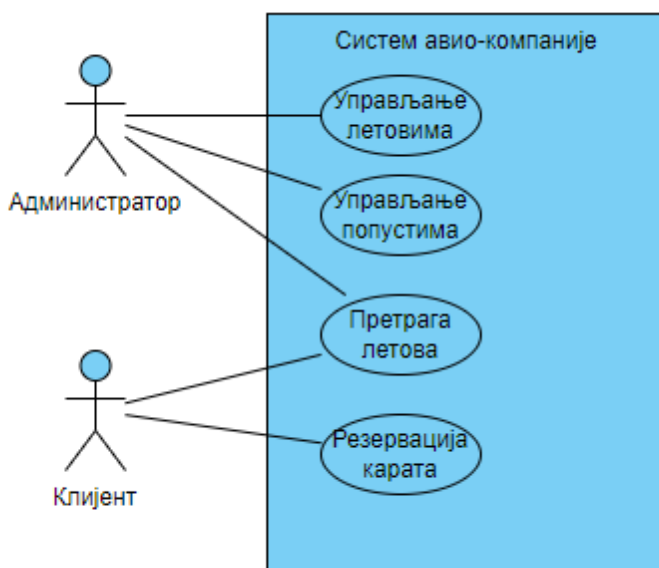 Систем авио-компаније
Управљање
летовима
Администратор
Управљање
попустима
Претрага
летова
Клијент
Резервација
карата